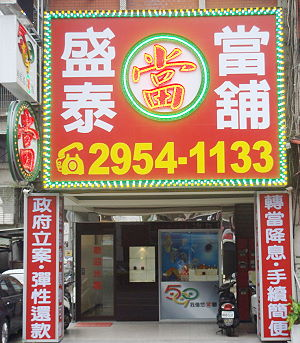 盛泰 當 當舖
☎2954-1133
當
政府立案·彈性還款
轉當降息·手續簡便